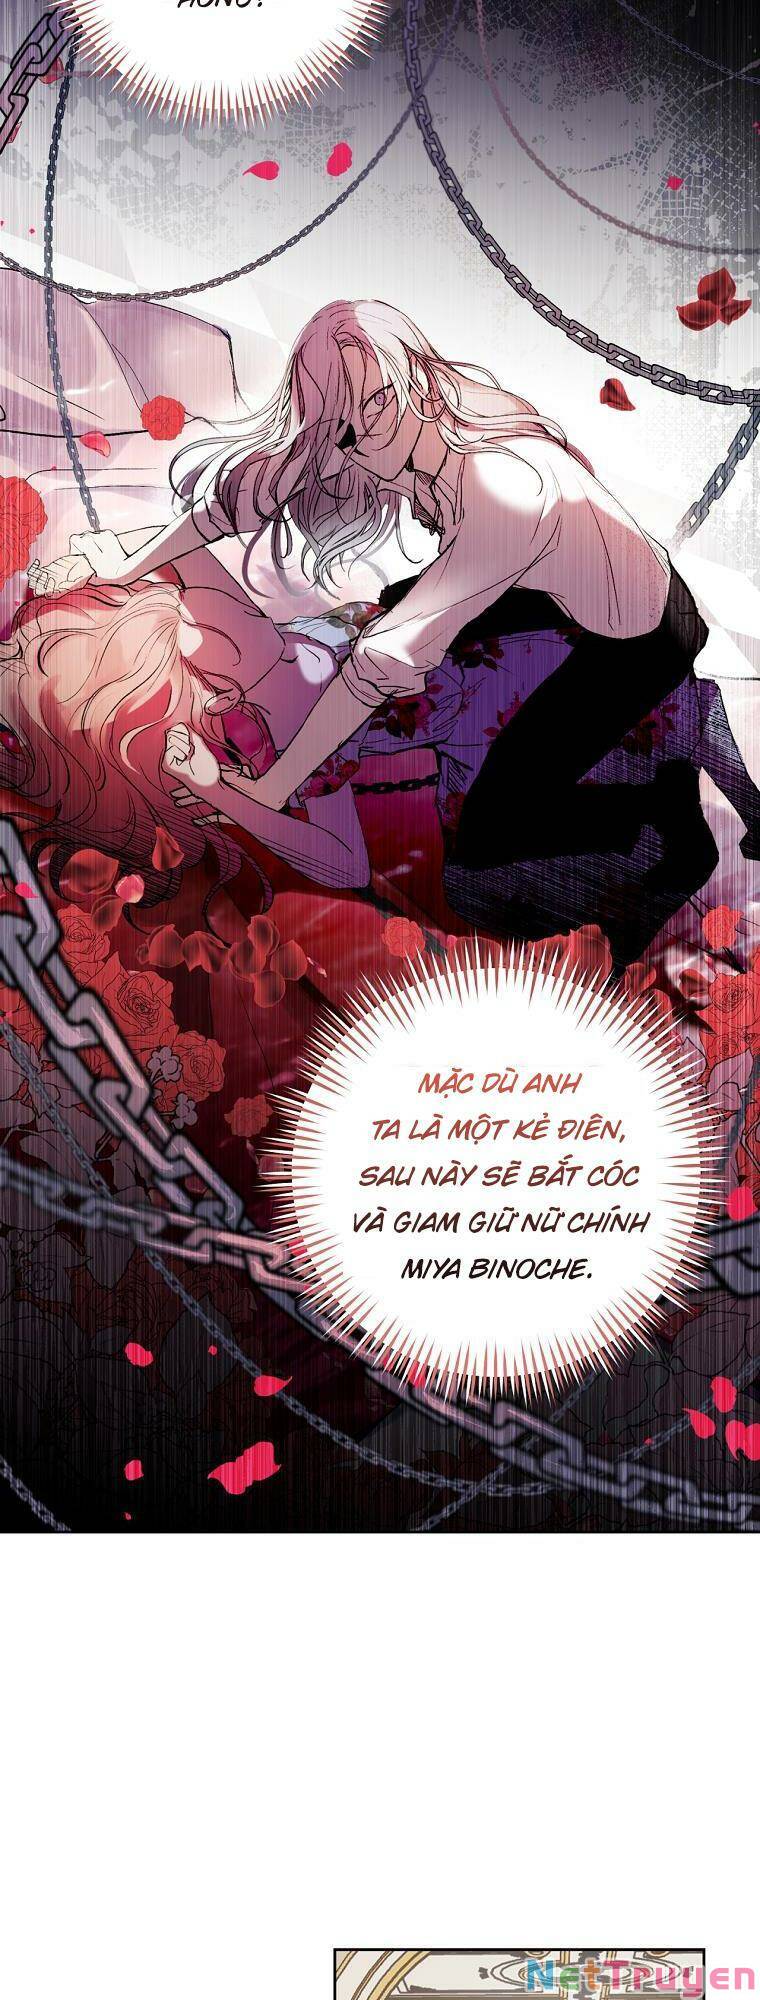 MẶC DÙ ANH
TA LÀ MỘT KẺ ĐIÊN,
SAU NÀY SẼ BẮT CÓC
VÀ GIAM GIỮ NỮ CHÍNH
MIYA BINOCHE.
NetTruyen